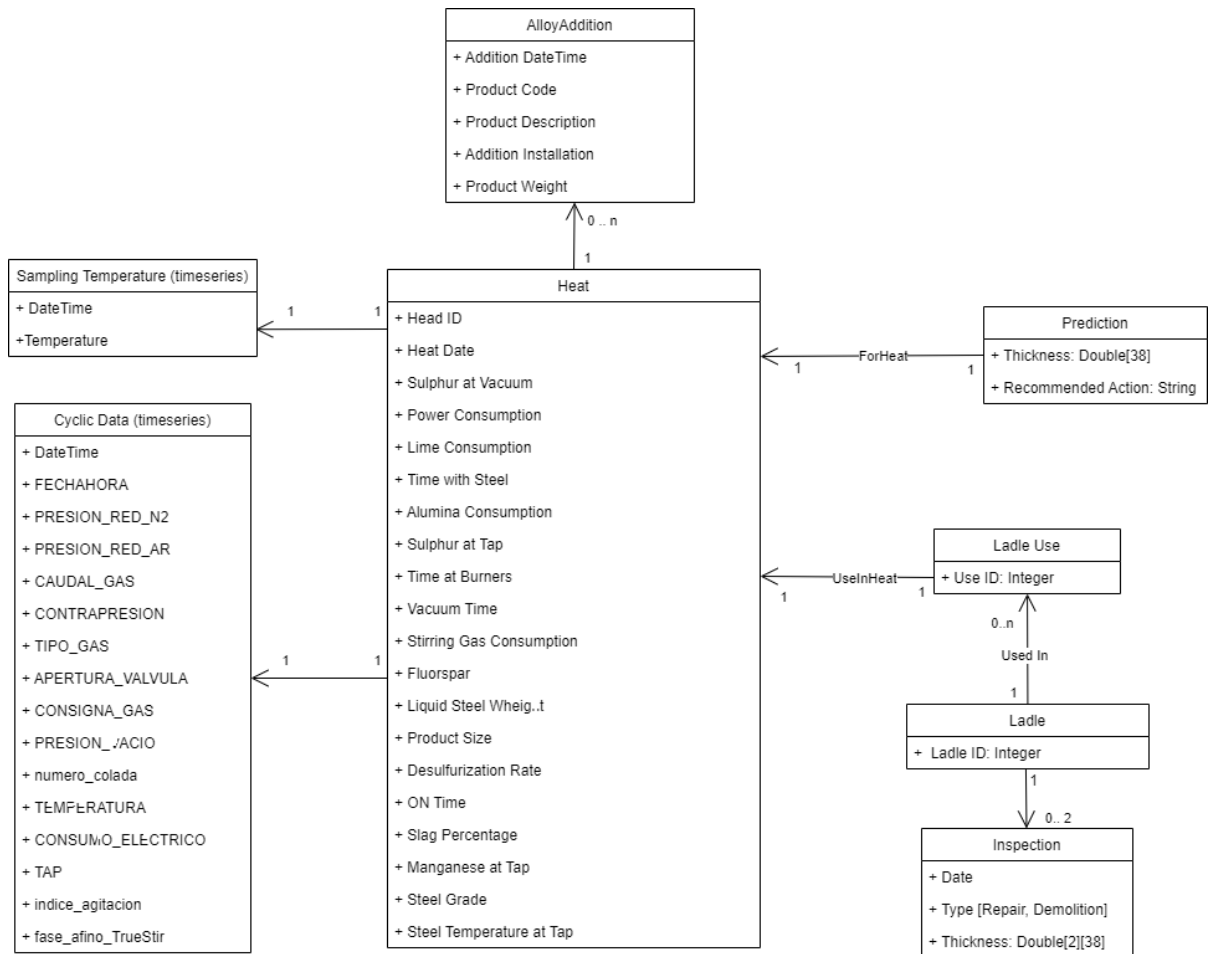 AlloyAddition
+ Addition DateTime
+ Product Code
+ Product Description
+ Addition Installation
+ Product Weight
0 .. n
1
Sampling Temperature (timeseries)
+ DateTime
+Temperature
1
1
Cyclic Data (timeseries)
+ DateTime
+ FECHAHORA
+ PRESION_RED_N2
+ PRESION_RED_AR
+ CAUDAL_GAS
+ CONTRAPRESION
+ TIPO_GAS
+ APERTURA_VALVULA
+ CONSIGNA_GAS
+ PRESION_VACIO
+ numero_colada
+ TEMPERATURA
+ CONSUMO_ELECTRICO
+ TAP
+ indice_agitacion
+ fase_afino_TrueStir
1
1
Heat
+ Head ID
+ Heat Date
+ Sulphur at Vacuum
+ Power Consumption
+ Lime Consumption
+ Time with Steel
+ Alumina Consumption
+ Sulphur at Tap
+ Time at Burners
+ Vacuum Time
+ Stirring Gas Consumption
+ Fluorspar
+ Liquid Steel
+ Product Size
+ Desulfurization Rate
+ ON Time
+ Slag Percentage
+ Manganese at Tap
+ Steel Grade
+ Steel Temperature at Tap
1
ForHeat
1
Prediction
+ Thickness: Double[38]
+ Recommended Action: String
1
UseInHeat
1
Ladle Use
+ Use ID: Integer
0..n
Used In
1
Ladle
+ Ladle ID: Integer
1
0.. 2
Inspection
+ Date
+ Type [Repair, Demolition]
+ Thickness: Double[2][38]